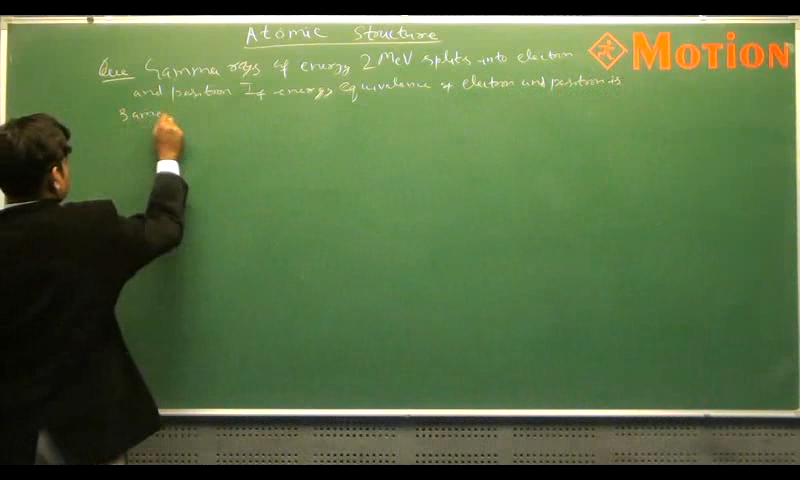 Atomic Structure
MOTION
Que Gamma rays of energy 2 MeV splits into electron
and positron If energy equivalence of electron and positron is
same